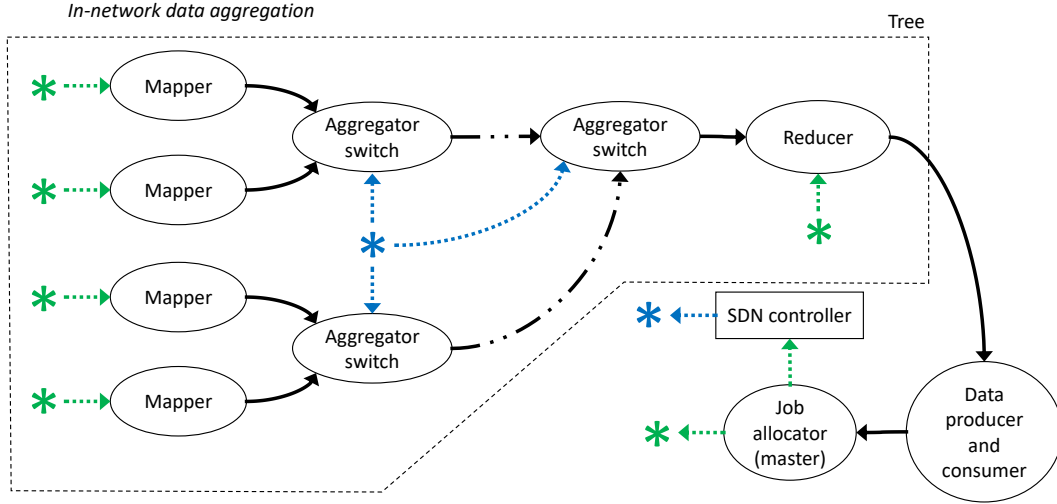 In-network data aggregation
Tree
Mapper
Aggregator
switch
Aggregator
switch
Reducer
Mapper
Mapper
SDN controller
Aggregator
switch
Mapper
Job
allocator
(master)
Data
producer
and
consumer